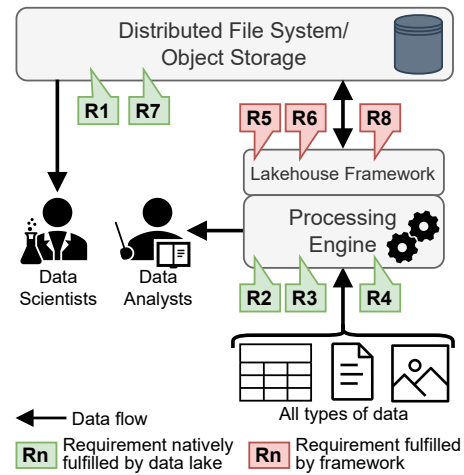 Distributed File System/
Object Storage
R1
R7
R5
R6
R8
Lakehouse Framework
Processing
Engine
Data
Scientists
Data
Analysts
R2
R3
R4
All types of data
Data flow
Rn
Requirement natively
fulfilled by data lake
Rn
Requirement fulfilled
by framework